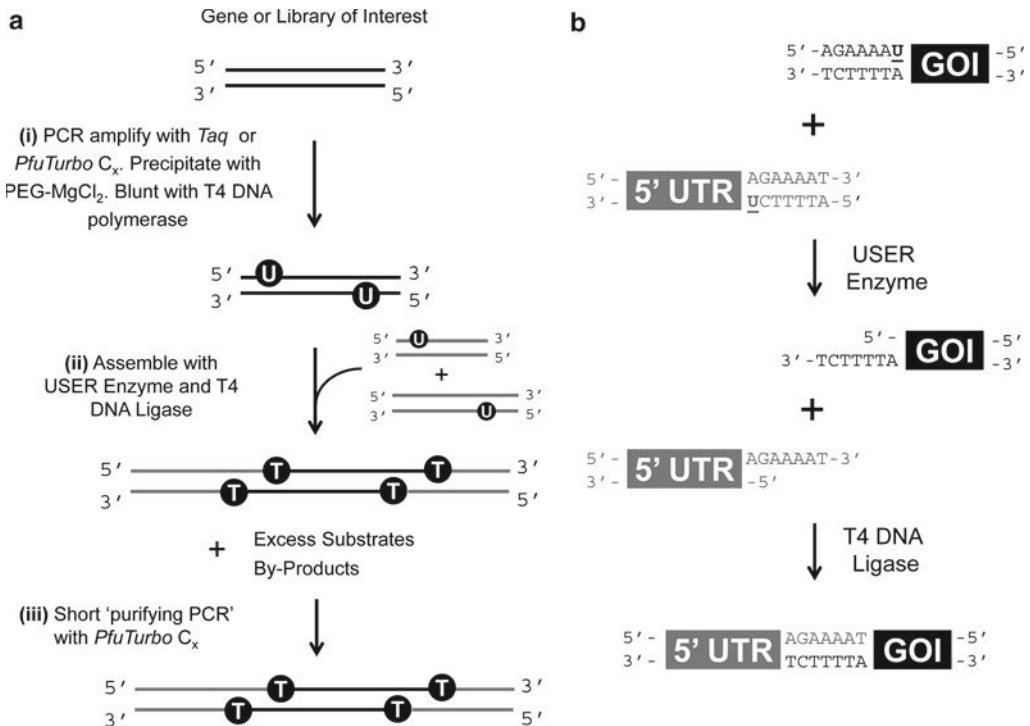 a
Gene or Library of Interest
5′ 3′
3′ 5′
(i) PCR amplify with Taq or
PfuTurbo Cx. Precipitate with
PEG-MgCl2. Blunt with T4 DNA
polymerase
5′ U 3′
3′ U 5′
(ii) Assemble with
USER Enzyme and T4
DNA Ligase
5′ U 3′
3′ 5′
+
5′ 3′
3′ U 5′
5′ T T 3′
3′ T T 5′
+ Excess Substrates
By-Products
(iii) Short ‘purifying PCR’
with PfuTurbo Cx
5′ T T 3′
3′ T T 5′
b
5′-AGAAAAU GOI -5′
3′-TCTTTTA -3′
+
5′- 5’ UTR AGAAAAT-3′
3′- UCTTTTA-5′
USER
Enzyme
5′- GOI -5′
3′-TCTTTTA -3′
+
5′- 5’ UTR AGAAAAT-3′
3′- -5′
T4 DNA
Ligase
5′- 5’ UTR AGAAAAT GOI -5′
3′- TCTTTTA -3′